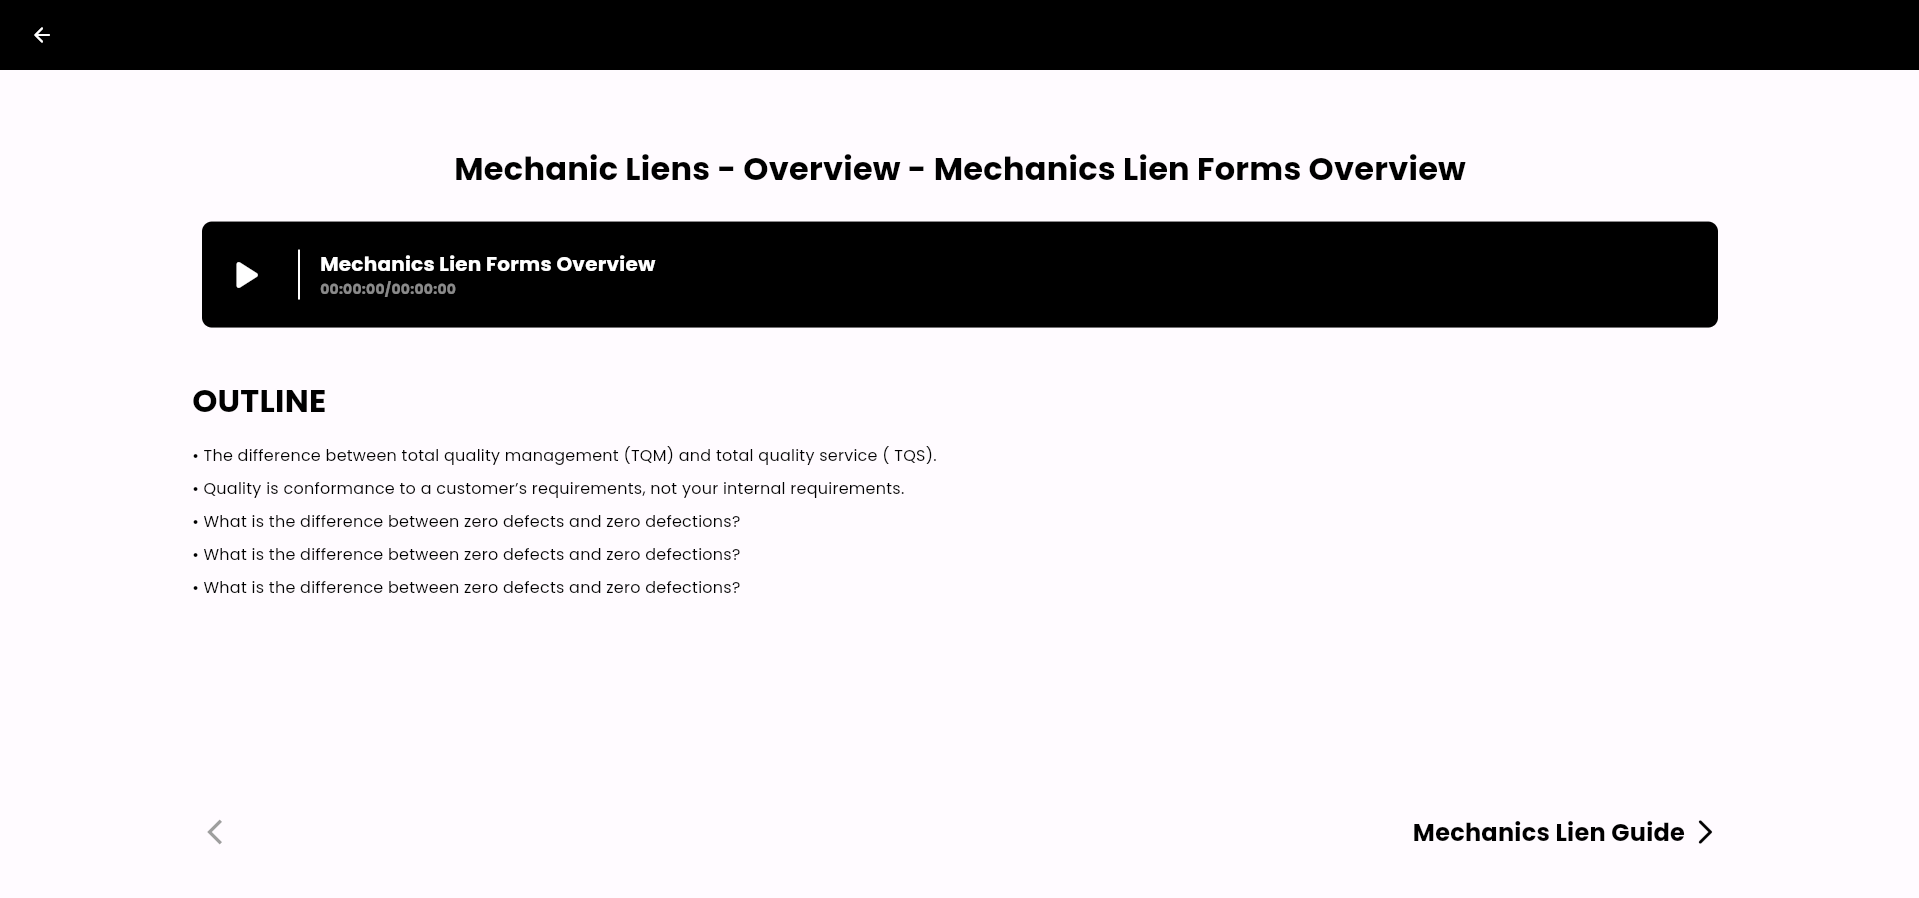 Mechanic Liens - Overview - Mechanics Lien Forms Overview
Mechanics Lien Forms Overview
00:00:00/00:00:00
OUTLINE
• The difference between total quality management (TQM) and total quality service ( TQS).
• Quality is conformance to a customer’s requirements, not your internal requirements.
• What is the difference between zero defects and zero defections?
• What is the difference between zero defects and zero defections?
• What is the difference between zero defects and zero defections?
Mechanics Lien Guide